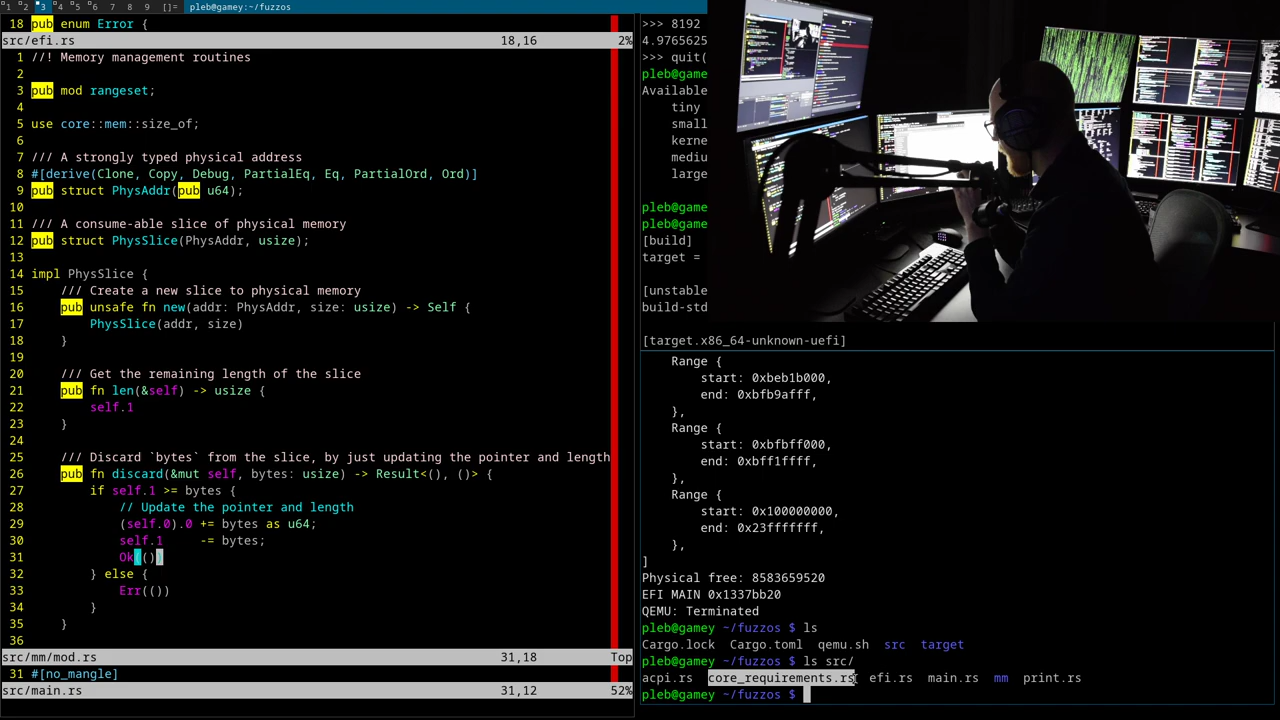 1 2 3 4 5 6 7 8 9 []= pleb@gamey:~/fuzzos
18 pub enum Error {
src/efi.rs 18,16 2%
1 //! Memory management routines
2
3 pub mod rangeset;
4
5 use core::mem::size_of;
6
7 /// A strongly typed physical address
8 #[derive(Clone, Copy, Debug, PartialEq, Eq, PartialOrd, Ord)]
9 pub struct PhysAddr(pub u64);
10
11 /// A consume-able slice of physical memory
12 pub struct PhysSlice(PhysAddr, usize);
13
14 impl PhysSlice {
15 /// Create a new slice to physical memory
16 pub unsafe fn new(addr: PhysAddr, size: usize) -> Self {
17 PhysSlice(addr, size)
18 }
19
20 /// Get the remaining length of the slice
21 pub fn len(&self) -> usize {
22 self.1
23 }
24
25 /// Discard `bytes` from the slice, by just updating the pointer and length
26 pub fn discard(&mut self, bytes: usize) -> Result<(), ()> {
27 if self.1 >= bytes {
28 // Update the pointer and length
29 (self.0).0 += bytes as u64;
30 self.1 -= bytes;
31 Ok(())
32 } else {
33 Err(())
34 }
35 }
36
src/mm/mod.rs 31,18 Top
31 #[no_mangle]
src/main.rs 31,12 52%
>>> 8192
4.9765625
>>> quit(
pleb@game
Available
tiny
small
kerne
mediu
large
pleb@game
pleb@game
[build]
target =
[unstable
build-std
[target.x86_64-unknown-uefi]
Range {
start: 0xbeb1b000,
end: 0xbfb9afff,
},
Range {
start: 0xbfbff000,
end: 0xbff1ffff,
},
Range {
start: 0x100000000,
end: 0x23fffffff,
},
]
Physical free: 8583659520
EFI MAIN 0x1337bb20
QEMU: Terminated
pleb@gamey ~/fuzzos $ ls
Cargo.lock Cargo.toml qemu.sh src target
pleb@gamey ~/fuzzos $ ls src/
acpi.rs core_requirements.rs efi.rs main.rs mm print.rs
pleb@gamey ~/fuzzos $